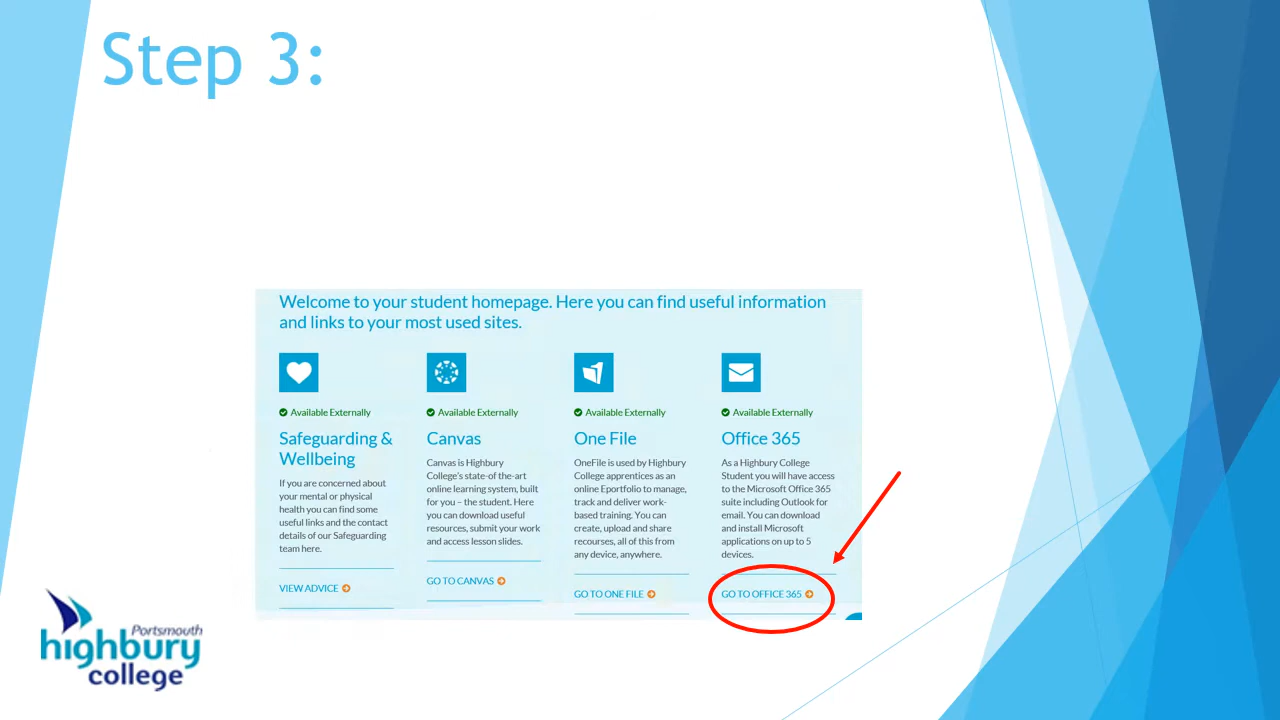 Step 3:
Welcome to your student homepage. Here you can find useful information
and links to your most used sites.
Available Externally
Safeguarding &
Wellbeing
If you are concerned about
your mental or physical
health you can find some
useful links and the contact
details of our Safeguarding
team here.
VIEW ADVICE
Available Externally
Canvas
Canvas is Highbury
College's state-of the-art
online learning system, built
for you – the student. Here
you can download useful
resources, submit your work
and access lesson slides.
GO TO CANVAS
Available Externally
One File
OneFile is used by Highbury
College apprentices as an
online Eportfolio to manage,
track and deliver work-
based training. You can
create, upload and share
recourses, all of this from
any device, anywhere.
GO TO ONE FILE
Available Externally
Office 365
As a Highbury College
Student you will have access
to the Microsoft Office 365
suite including Outlook for
email. You can download
and install Microsoft
applications on up to 5
devices.
GO TO OFFICE 365
Portsmouth
highbury
college